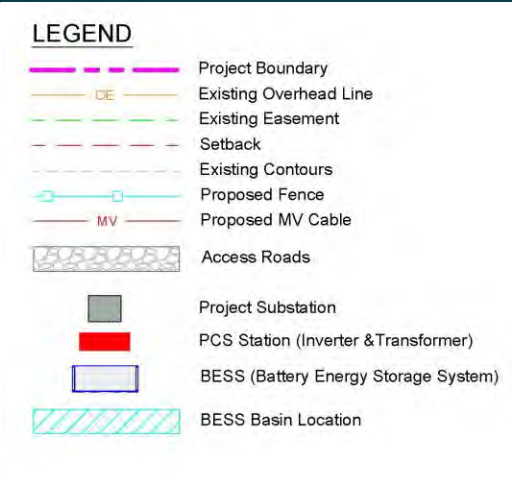 LEGEND
Project Boundary
OE Existing Overhead Line
Existing Easement
Setback
Existing Contours
Proposed Fence
MV Proposed MV Cable
Access Roads
Project Substation
PCS Station (Inverter &Transformer)
BESS (Battery Energy Storage System)
BESS Basin Location